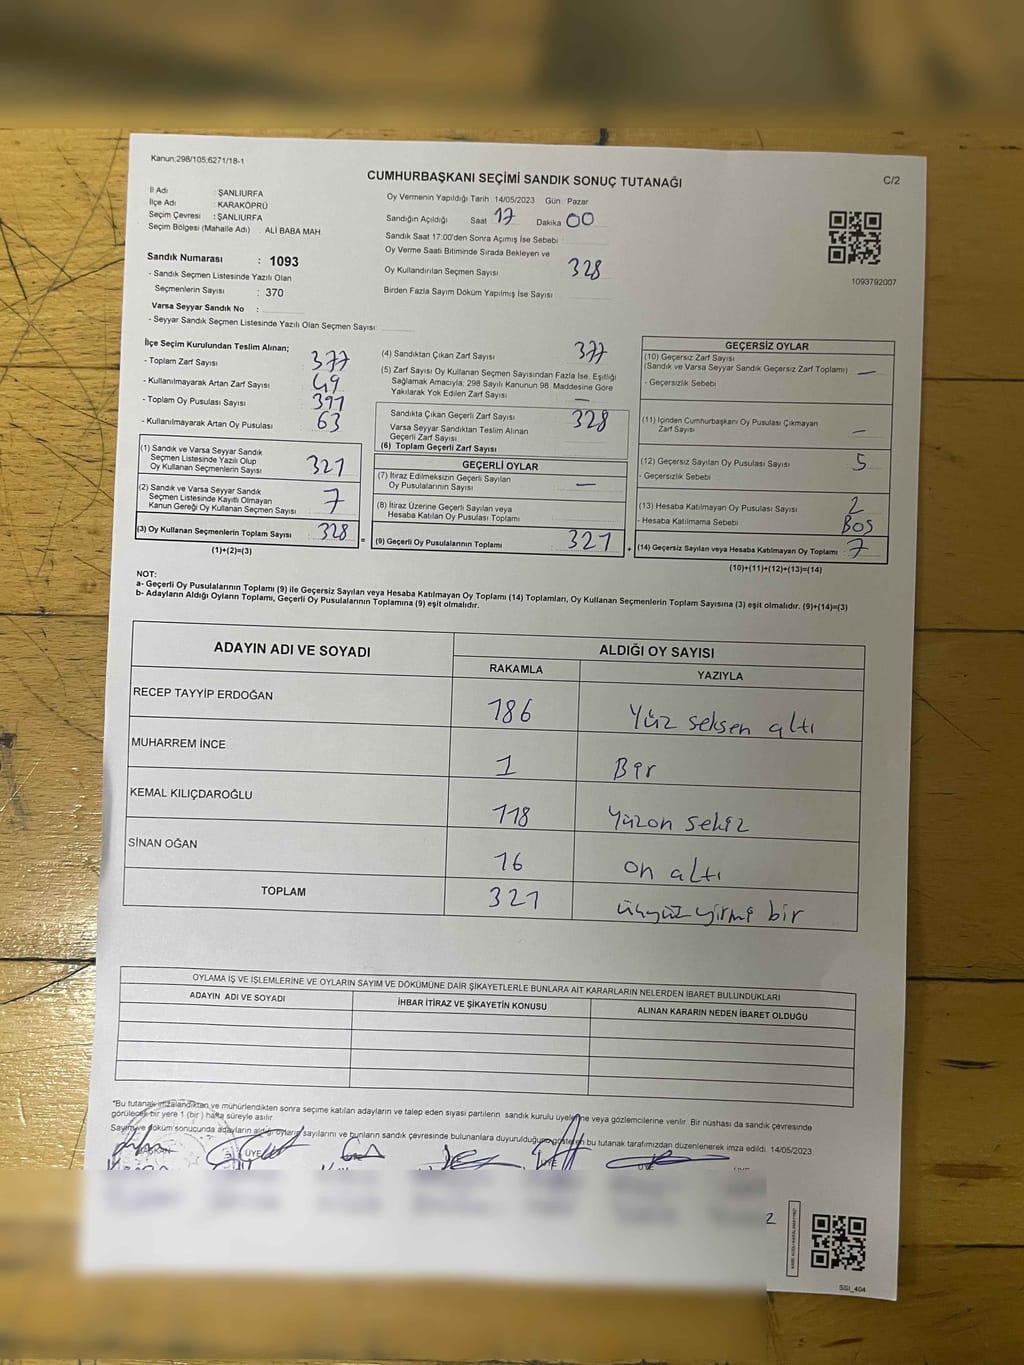 Kanun:298/105;6271/18-1
CUMHURBAŞKANI SEÇİMİ SANDIK SONUÇ TUTANAĞI
C/2
İl Adı : ŞANLIURFA
İlçe Adı : KARAKÖPRÜ
Seçim Çevresi : ŞANLIURFA
Seçim Bölgesi (Mahalle Adı) : ALİ BABA MAH
Sandık Numarası : 1093
- Sandık Seçmen Listesinde Yazılı Olan
Seçmenlerin Sayısı : 370
Varsa Seyyar Sandık No :
- Seyyar Sandık Seçmen Listesinde Yazılı Olan Seçmen Sayısı:
Oy Vermenin Yapıldığı Tarih : 14/05/2023 Gün : Pazar
Sandığın Açıldığı Saat 17 Dakika 00
Sandık Saat 17:00'den Sonra Açımış İse Sebebi
Oy Verme Saati Bitiminde Sırada Bekleyen ve
Oy Kullandırılan Seçmen Sayısı 328
Birden Fazla Sayım Döküm Yapılmış İse Sayısı
1093792007
İlçe Seçim Kurulundan Teslim Alınan;
- Toplam Zarf Sayısı 377
- Kullanılmayarak Artan Zarf Sayısı 49
- Toplam Oy Pusulası Sayısı 391
- Kullanılmayarak Artan Oy Pusulası 63
(1) Sandık ve Varsa Seyyar Sandık
Seçmen Listesinde Yazılı Olup
Oy Kullanan Seçmenlerin Sayısı 321
(2) Sandık ve Varsa Seyyar Sandık
Seçmen Listesinde Kayıtlı Olmayan
Kanun Gereği Oy Kullanan Seçmen Sayısı 7
(3) Oy Kullanan Seçmenlerin Toplam Sayısı 328
(1)+(2)=(3)
(4) Sandıktan Çıkan Zarf Sayısı 377
(5) Zarf Sayısı Oy Kullanan Seçmen Sayısından Fazla İse, Eşitliği
Sağlamak Amacıyla; 298 Sayılı Kanunun 98. Maddesine Göre
Yakılarak Yok Edilen Zarf Sayısı —
Sandıkta Çıkan Geçerli Zarf Sayısı 328
Varsa Seyyar Sandıktan Teslim Alınan
Geçerli Zarf Sayısı
(6) Toplam Geçerli Zarf Sayısı
GEÇERLİ OYLAR
(7) İtiraz Edilmeksizin Geçerli Sayılan
Oy Pusulalarının Sayısı —
(8) İtiraz Üzerine Geçerli Sayılan veya
Hesaba Katılan Oy Pusulası Toplamı
= (9) Geçerli Oy Pusulalarının Toplamı 321
GEÇERSİZ OYLAR
(10) Geçersiz Zarf Sayısı
(Sandık ve Varsa Seyyar Sandık Geçersiz Zarf Toplamı) —
- Geçersizlik Sebebi
(11) İçinden Cumhurbaşkanı Oy Pusulası Çıkmayan
Zarf Sayısı —
(12) Geçersiz Sayılan Oy Pusulası Sayısı 5
- Geçersizlik Sebebi
(13) Hesaba Katılmayan Oy Pusulası Sayısı 2
- Hesaba Katılmama Sebebi BOŞ
+ (14) Geçersiz Sayılan veya Hesaba Katılmayan Oy Toplamı 7
(10)+(11)+(12)+(13)=(14)
NOT:
a- Geçerli Oy Pusulalarının Toplamı (9) ile Geçersiz Sayılan veya Hesaba Katılmayan Oy Toplamı (14) Toplamları, Oy Kullanan Seçmenlerin Toplam Sayısına (3) eşit olmalıdır. (9)+(14)=(3)
b- Adayların Aldığı Oyların Toplamı, Geçerli Oy Pusulalarının Toplamına (9) eşit olmalıdır.
ADAYIN ADI VE SOYADI ALDIĞI OY SAYISI
RAKAMLA YAZIYLA
RECEP TAYYİP ERDOĞAN 186 Yüz seksen altı
MUHARREM İNCE 1 Bir
KEMAL KILIÇDAROĞLU 118 Yüzon sekiz
SİNAN OĞAN 16 on altı
TOPLAM 321 üçyüz yirmi bir
OYLAMA İŞ VE İŞLEMLERİNE VE OYLARIN SAYIM VE DÖKÜMÜNE DAİR ŞİKAYETLERLE BUNLARA AİT KARARLARIN NELERDEN İBARET BULUNDUKLARI
ADAYIN ADI VE SOYADI İHBAR İTİRAZ VE ŞİKAYETİN KONUSU ALINAN KARARIN NEDEN İBARET OLDUĞU
*Bu tutanak imzalandıktan ve mühürlendikten sonra seçime katılan adayların ve talep eden siyasi partilerin sandık kurulu üyelerine veya gözlemcilerine verilir. Bir nüshası da sandık çevresinde
görülecek bir yere 1 (bir) hafta süreyle asılır.
Sayım ve döküm sonucunda adayların aldığı oyların sayılarını ve bunların sandık çevresinde bulunanlara duyurulduğunu gösteren bu tutanak tarafımızdan düzenlenerek imza edildi. 14/05/2023
BAŞKAN ÜYE ÜYE ÜYE
2
SSI_404